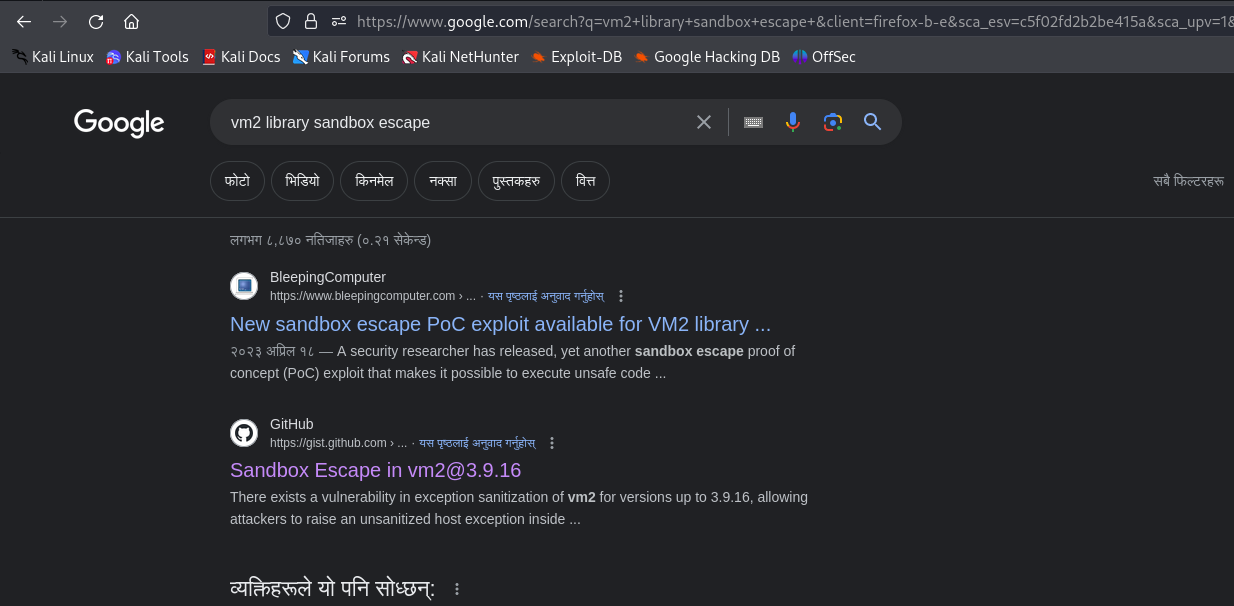 https://www.google.com/search?q=vm2+library+sandbox+escape+&client=firefox-b-e&sca_esv=c5f02fd2b2be415a&sca_upv=1&
Kali Linux Kali Tools Kali Docs Kali Forums Kali NetHunter Exploit-DB Google Hacking DB OffSec
Google vm2 library sandbox escape
फोटो भिडियो किनमेल नक्सा पुस्तकहरु वित्त सबै फिल्टरहरू
लगभग ८,८७० नतिजाहरु (०.२१ सेकेन्ड)
BleepingComputer
https://www.bleepingcomputer.com › ... · यस पृष्ठलाई अनुवाद गर्नुहोस्
New sandbox escape PoC exploit available for VM2 library ...
२०२३ अप्रिल १८ — A security researcher has released, yet another sandbox escape proof of
concept (PoC) exploit that makes it possible to execute unsafe code ...
GitHub
https://gist.github.com › ... · यस पृष्ठलाई अनुवाद गर्नुहोस्
Sandbox Escape in vm2@3.9.16
There exists a vulnerability in exception sanitization of vm2 for versions up to 3.9.16, allowing
attackers to raise an unsanitized host exception inside ...
व्यक्तिहरूले यो पनि सोध्छन्: